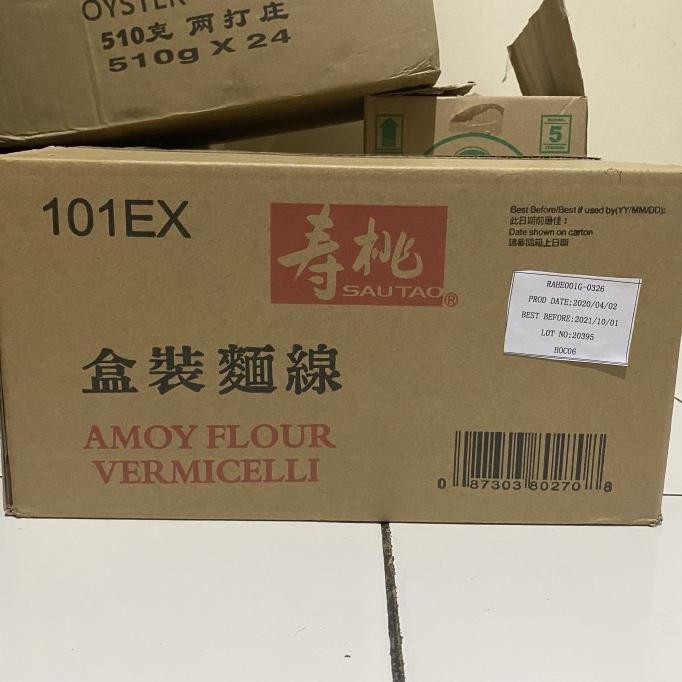 OYSTER
510克 两打庄
510g X 24
5
101EX
寿桃
SAUTAO®
Best Before/Best if used by(YY/MM/DD):
此日期前最佳：
Date shown on carton
請參閱箱上日期
RAHE001G-0326
PROD DATE;2020/04/02
BEST BEFORE:2021/10/01
LOT NO:20395
HOC06
盒裝麵線
AMOY FLOUR
VERMICELLI
0 87303 80270 8